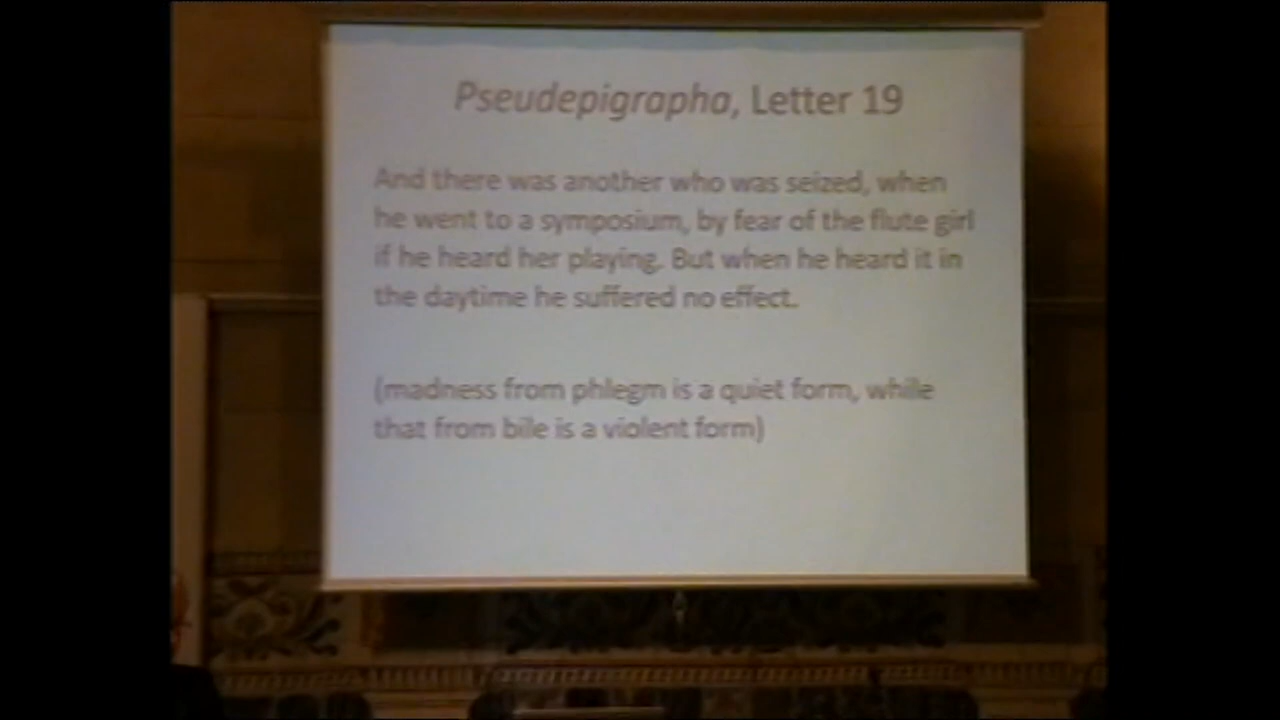 Pseudepigrapha, Letter 19
And there was another who was seized, when
he went to a symposium, by fear of the flute girl
if he heard her playing. But when he heard it in
the daytime he suffered no effect.
(madness from phlegm is a quiet form, while
that from bile is a violent form)